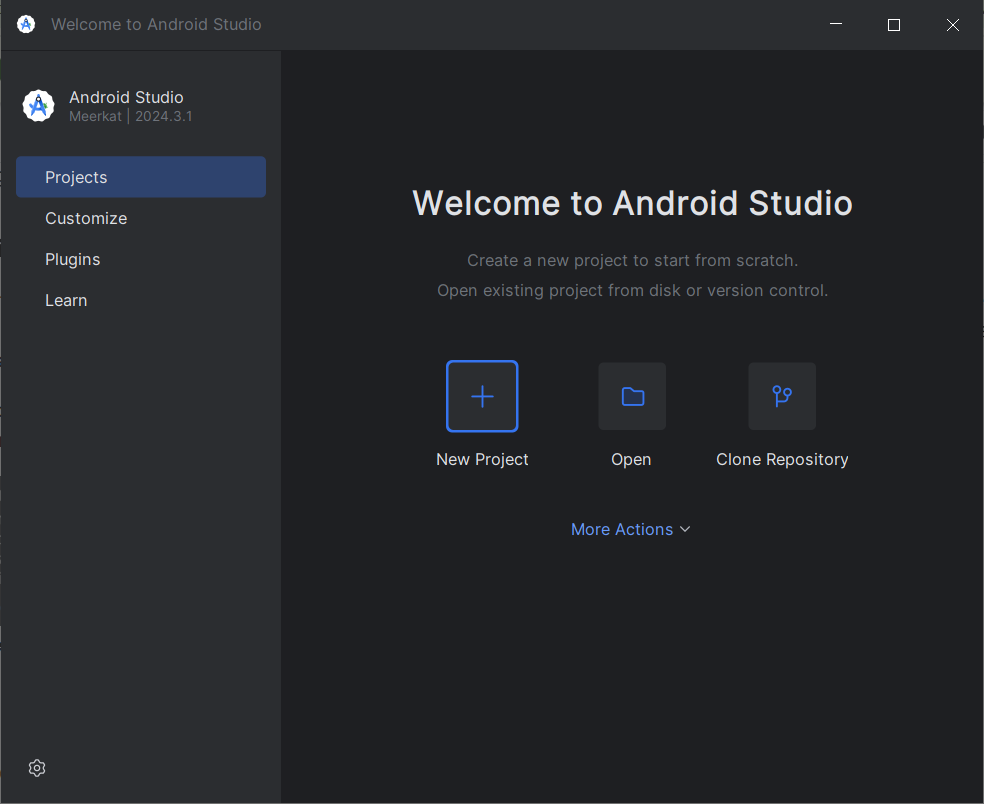 Welcome to Android Studio
Android Studio
Meerkat | 2024.3.1
Projects
Customize
Plugins
Learn
Welcome to Android Studio
Create a new project to start from scratch.
Open existing project from disk or version control.
New Project
Open
Clone Repository
More Actions